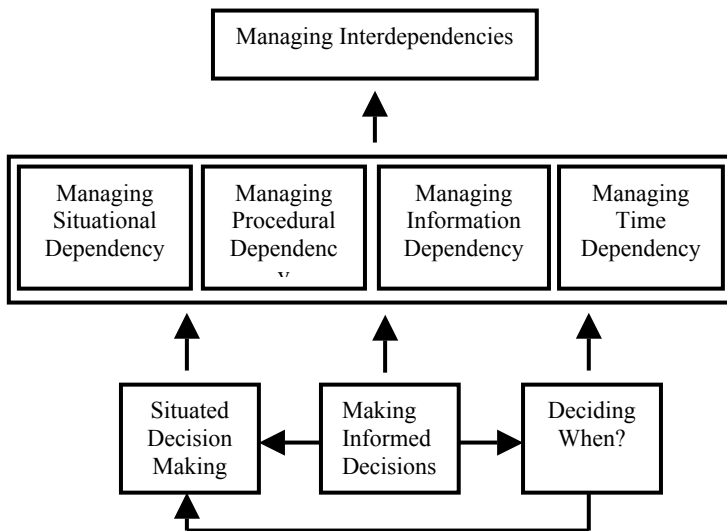 Managing Interdependencies
Managing
Situational
Dependency
Managing
Procedural
Dependenc
y
Managing
Information
Dependency
Managing
Time
Dependency
Situated
Decision
Making
Making
Informed
Decisions
Deciding
When?